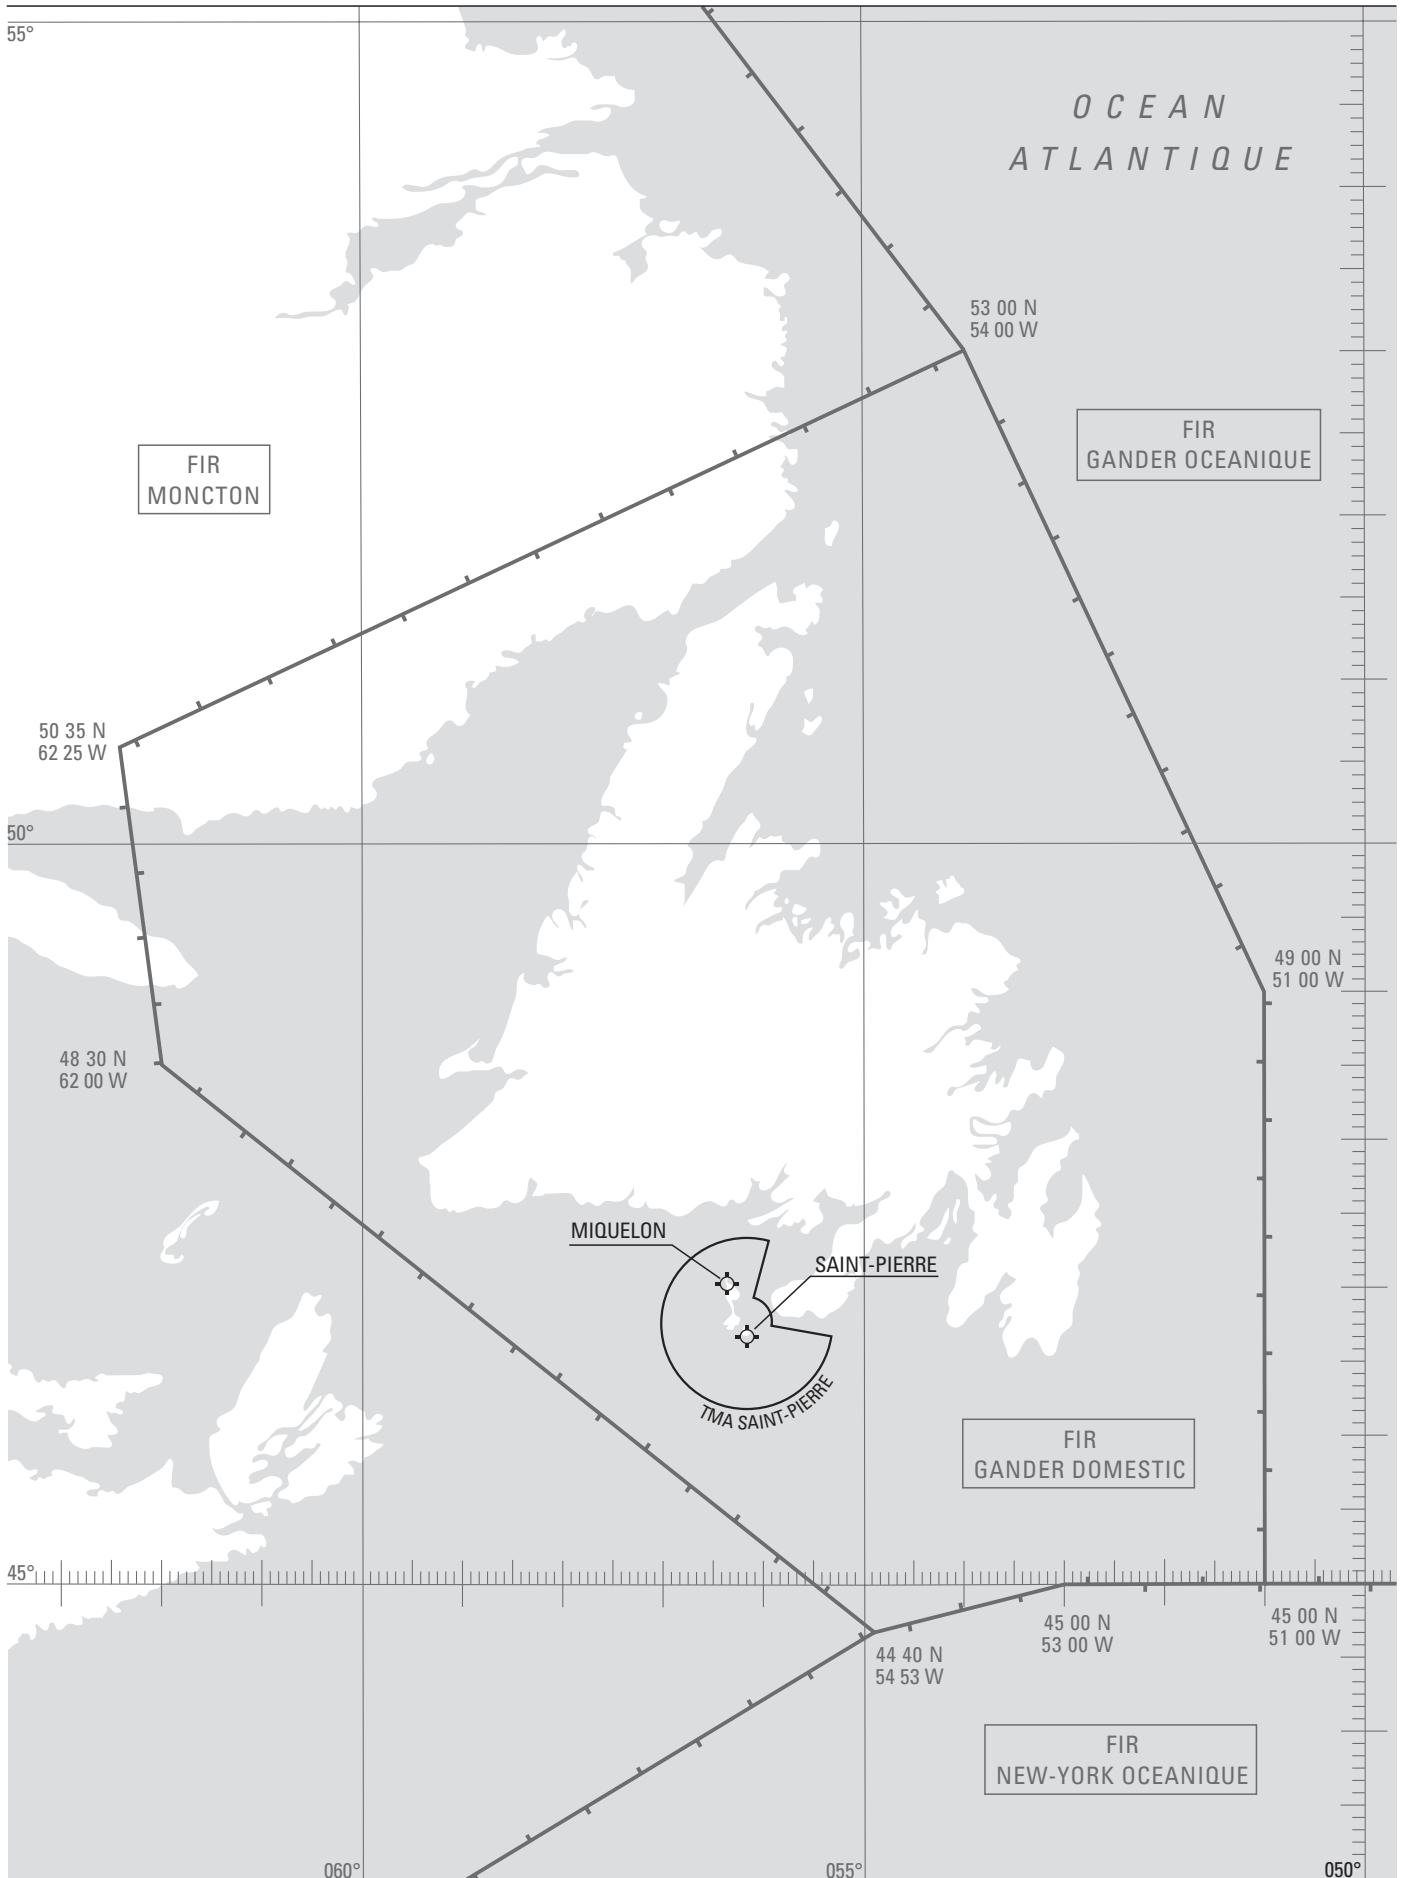 55°
OCEAN
ATLANTIQUE
53 00 N
54 00 W
FIR
GANDER OCEANIQUE
FIR
MONCTON
50 35 N
62 25 W
50°
49 00 N
51 00 W
48 30 N
62 00 W
MIQUELON
SAINT-PIERRE
TMA SAINT-PIERRE
FIR
GANDER DOMESTIC
45°
45 00 N
53 00 W
45 00 N
51 00 W
44 40 N
54 53 W
FIR
NEW-YORK OCEANIQUE
060°
055°
050°